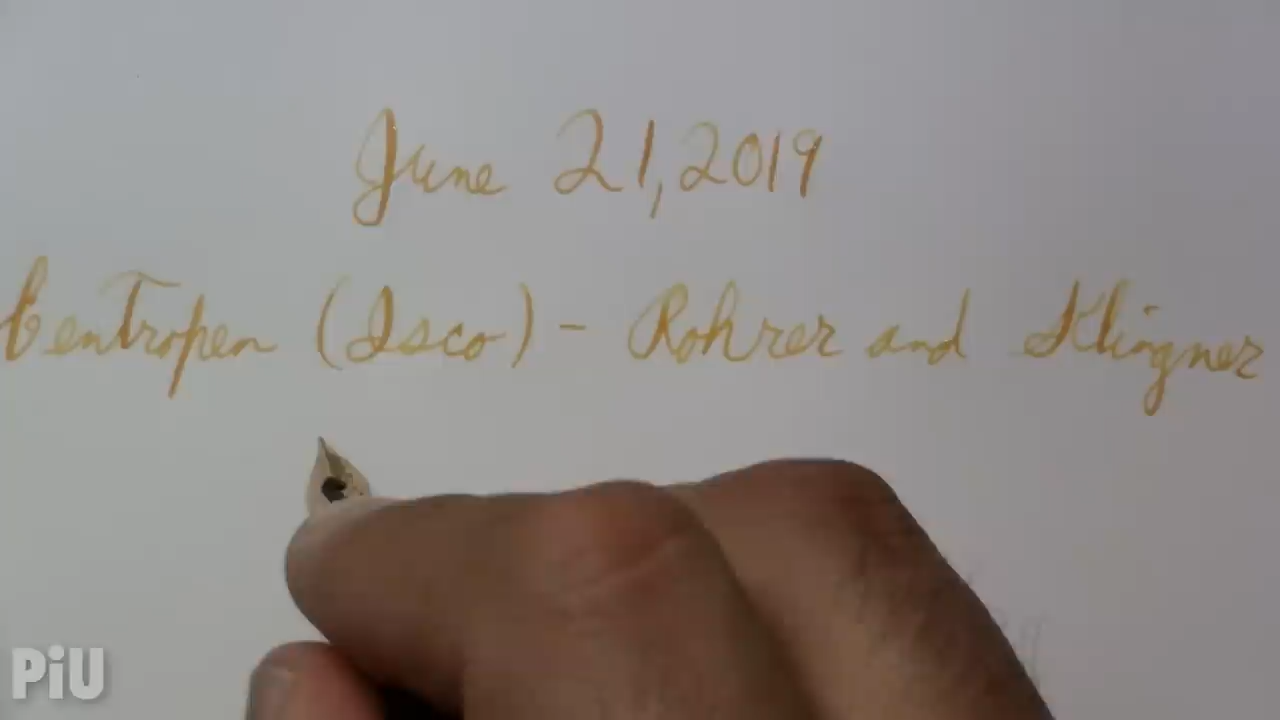 June 21, 2019
Centropen (Isco) - Rohrer and Klingner
PiU